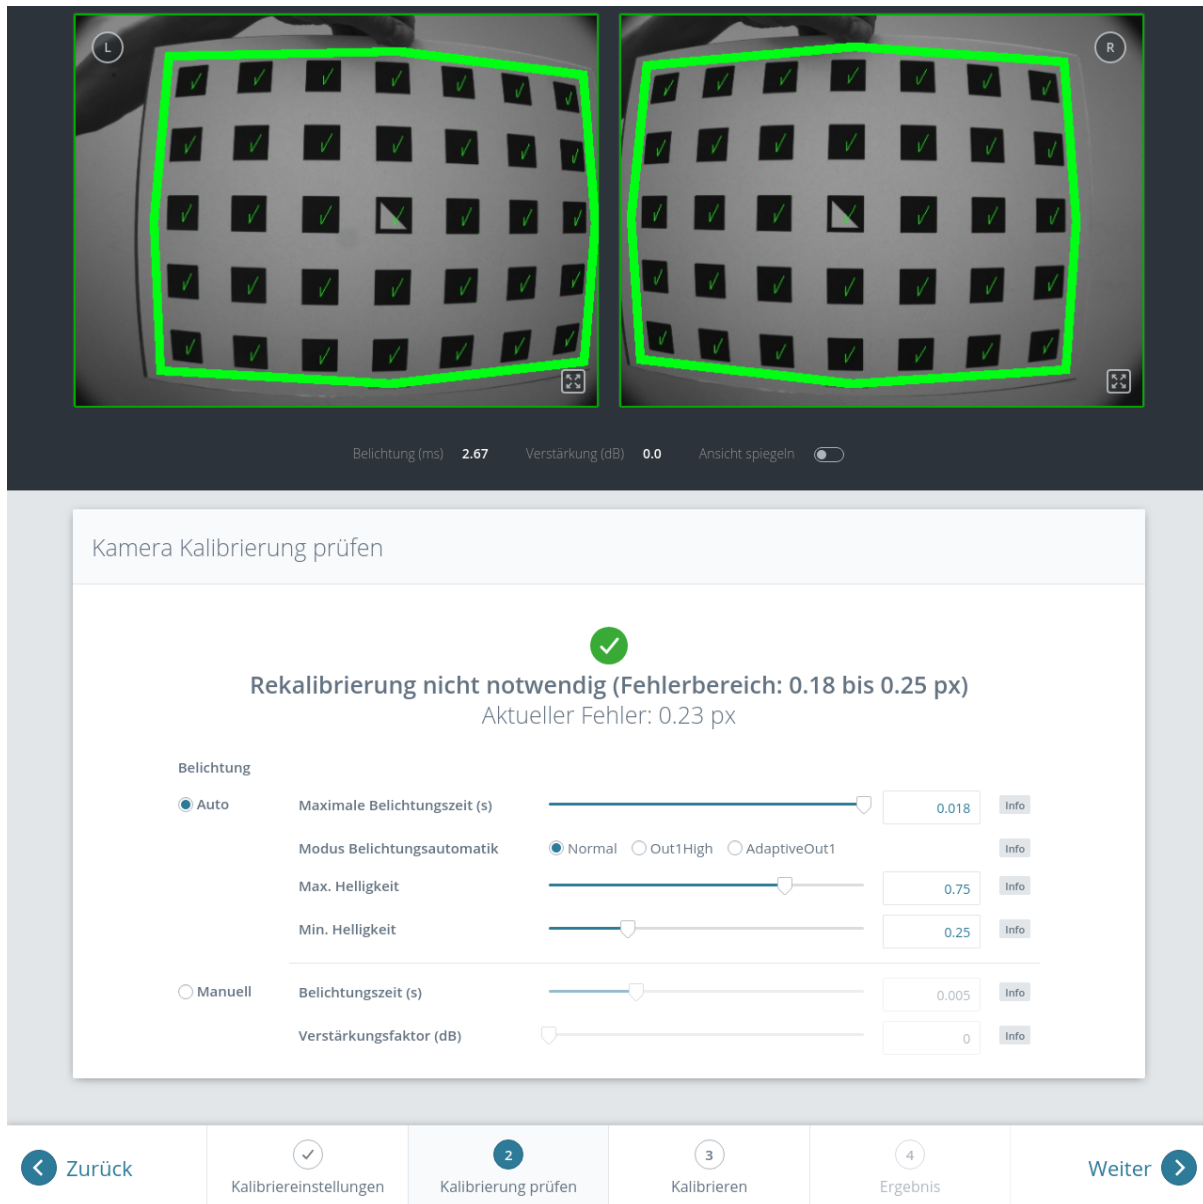 L
R
Belichtung (ms) 2.67 Verstärkung (dB) 0.0 Ansicht spiegeln
Kamera Kalibrierung prüfen
Rekalibrierung nicht notwendig (Fehlerbereich: 0.18 bis 0.25 px)
Aktueller Fehler: 0.23 px
Belichtung
Auto Maximale Belichtungszeit (s) 0.018 Info
Modus Belichtungsautomatik Normal Out1High AdaptiveOut1 Info
Max. Helligkeit 0.75 Info
Min. Helligkeit 0.25 Info
Manuell Belichtungszeit (s) 0.005 Info
Verstärkungsfaktor (dB) 0 Info
Zurück
Kalibriereinstellungen
2
Kalibrierung prüfen
3
Kalibrieren
4
Ergebnis
Weiter